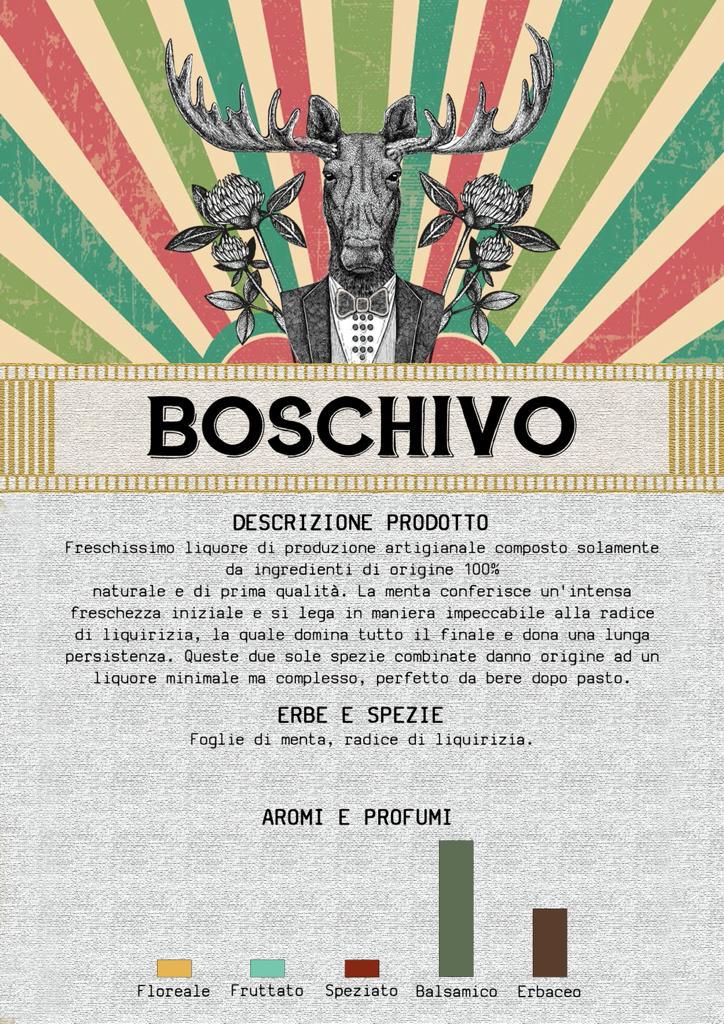 BOSCHIVO
DESCRIZIONE PRODOTTO
Freschissimo liquore di produzione artigianale composto solamente
da ingredienti di origine 100%
naturale e di prima qualità. La menta conferisce un'intensa
freschezza iniziale e si lega in maniera impeccabile alla radice
di liquirizia, la quale domina tutto il finale e dona una lunga
persistenza. Queste due sole spezie combinate danno origine ad un
liquore minimale ma complesso, perfetto da bere dopo pasto.
ERBE E SPEZIE
Foglie di menta, radice di liquirizia.
AROMI E PROFUMI
Floreale Fruttato Speziato Balsamico Erbaceo